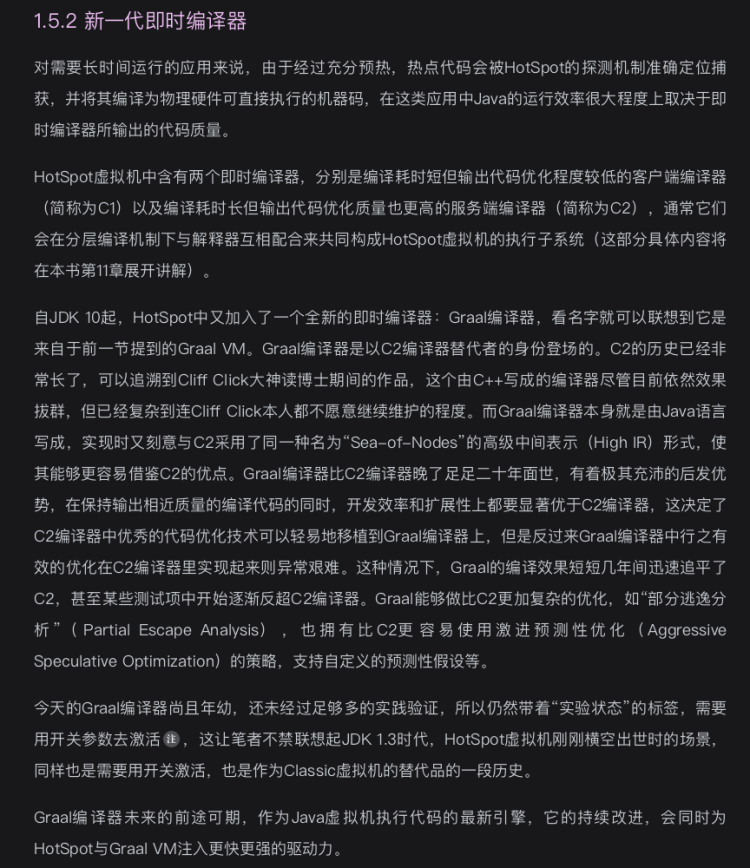 1.5.2 新一代即时编译器
对需要长时间运行的应用来说，由于经过充分预热，热点代码会被HotSpot的探测机制准确定位捕
获，并将其编译为物理硬件可直接执行的机器码，在这类应用中Java的运行效率很大程度上取决于即
时编译器所输出的代码质量。
HotSpot虚拟机中含有两个即时编译器，分别是编译耗时短但输出代码优化程度较低的客户端编译器
（简称为C1）以及编译耗时长但输出代码优化质量也更高的服务端编译器（简称为C2），通常它们
会在分层编译机制下与解释器互相配合来共同构成HotSpot虚拟机的执行子系统（这部分具体内容将
在本书第11章展开讲解）。
自JDK 10起，HotSpot中又加入了一个全新的即时编译器：Graal编译器，看名字就可以联想到它是
来自于前一节提到的Graal VM。Graal编译器是以C2编译器替代者的身份登场的。C2的历史已经非
常长了，可以追溯到Cliff Click大神读博士期间的作品，这个由C++写成的编译器尽管目前依然效果
拔群，但已经复杂到连Cliff Click本人都不愿意继续维护的程度。而Graal编译器本身就是由Java语言
写成，实现时又刻意与C2采用了同一种名为“Sea-of-Nodes”的高级中间表示（High IR）形式，使
其能够更容易借鉴C2的优点。Graal编译器比C2编译器晚了足足二十年面世，有着极其充沛的后发优
势，在保持输出相近质量的编译代码的同时，开发效率和扩展性上都要显著优于C2编译器，这决定了
C2编译器中优秀的代码优化技术可以轻易地移植到Graal编译器上，但是反过来Graal编译器中行之有
效的优化在C2编译器里实现起来则异常艰难。这种情况下，Graal的编译效果短短几年间迅速追平了
C2，甚至某些测试项中开始逐渐反超C2编译器。Graal能够做比C2更加复杂的优化，如“部分逃逸分
析”（Partial Escape Analysis），也拥有比C2更容易使用激进预测性优化（Aggressive
Speculative Optimization）的策略，支持自定义的预测性假设等。
今天的Graal编译器尚且年幼，还未经过足够多的实践验证，所以仍然带着“实验状态”的标签，需要
用开关参数去激活注，这让笔者不禁联想起JDK 1.3时代，HotSpot虚拟机刚刚横空出世时的场景，
同样也是需要用开关激活，也是作为Classic虚拟机的替代品的一段历史。
Graal编译器未来的前途可期，作为Java虚拟机执行代码的最新引擎，它的持续改进，会同时为
HotSpot与Graal VM注入更快更强的驱动力。